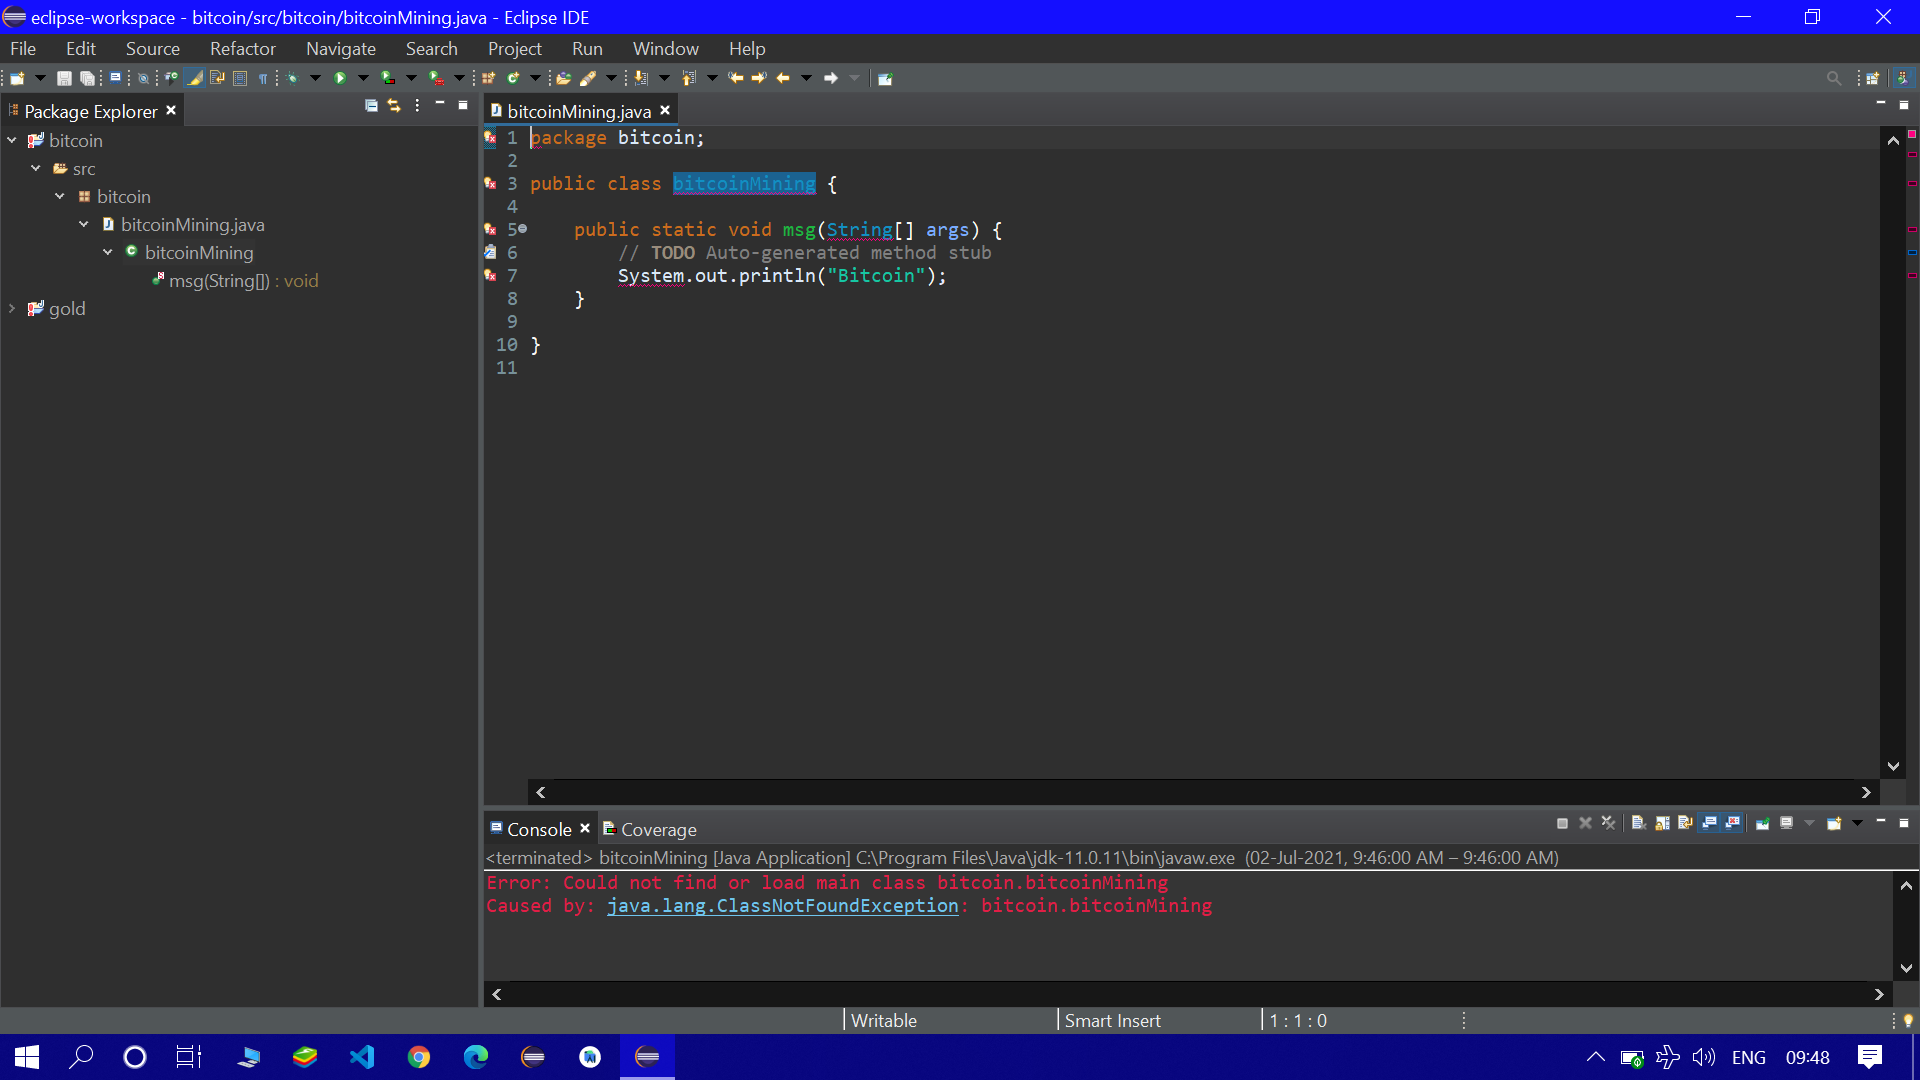 eclipse-workspace - bitcoin/src/bitcoin/bitcoinMining.java - Eclipse IDE
File Edit Source Refactor Navigate Search Project Run Window Help
Package Explorer
bitcoin
src
bitcoin
bitcoinMining.java
bitcoinMining
msg(String[]) : void
gold
bitcoinMining.java
1 package bitcoin;
2
3 public class bitcoinMining {
4
5 public static void msg(String[] args) {
6 // TODO Auto-generated method stub
7 System.out.println("Bitcoin");
8 }
9
10 }
11
Console Coverage
<terminated> bitcoinMining [Java Application] C:\Program Files\Java\jdk-11.0.11\bin\javaw.exe (02-Jul-2021, 9:46:00 AM – 9:46:00 AM)
Error: Could not find or load main class bitcoin.bitcoinMining
Caused by: java.lang.ClassNotFoundException: bitcoin.bitcoinMining
Writable Smart Insert 1 : 1 : 0
ENG 09:48